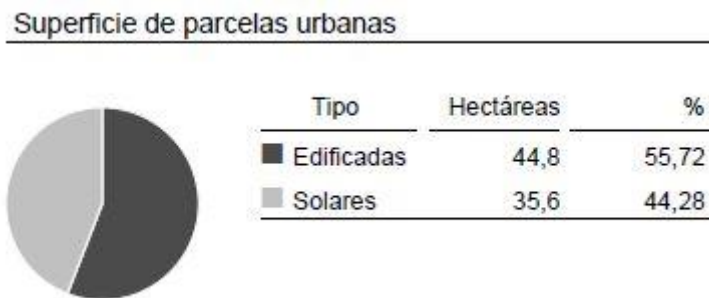 Superficie de parcelas urbanas
Tipo Hectáreas %
Edificadas 44,8 55,72
Solares 35,6 44,28